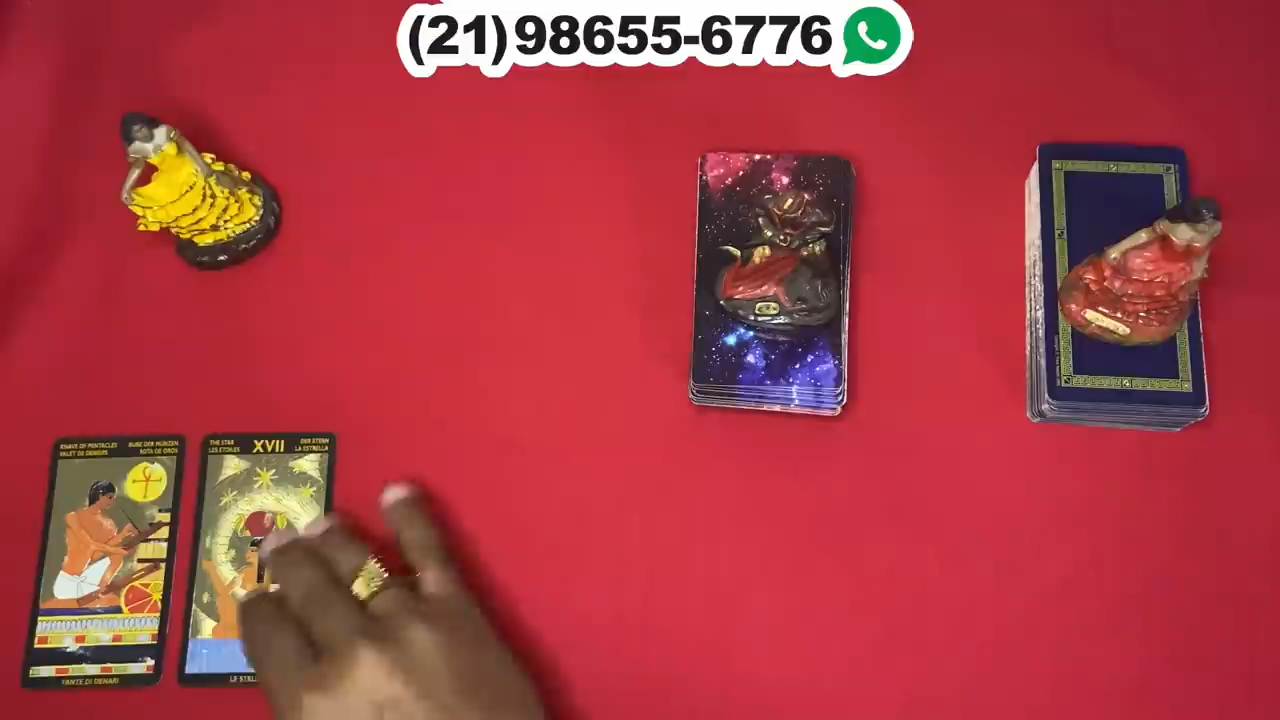 (21)98655-6776
KNAVE OF PENTACLES BUBE DER MÜNZEN
VALET DE DENIERS SOTA DE OROS
THE STAR XVII DER STERN
LES ETOILES LA ESTRELLA
FANTE DI DENARI